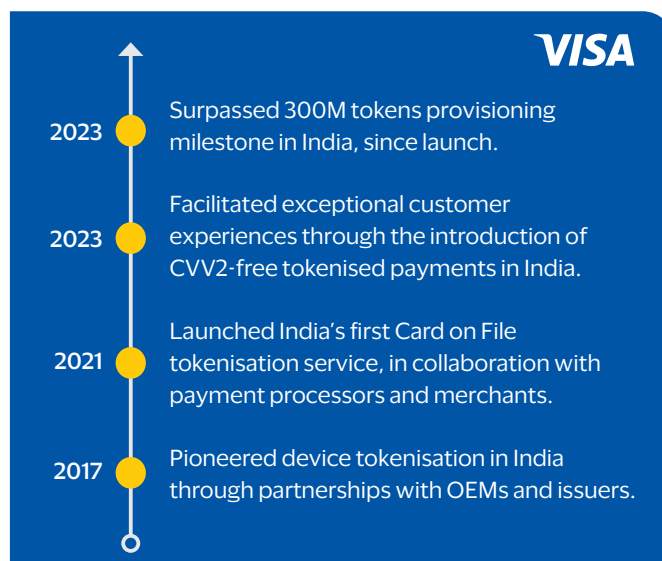 VISA
2023
Surpassed 300M tokens provisioning
milestone in India, since launch.
2023
Facilitated exceptional customer
experiences through the introduction of
CVV2-free tokenised payments in India.
2021
Launched India’s first Card on File
tokenisation service, in collaboration with
payment processors and merchants.
2017
Pioneered device tokenisation in India
through partnerships with OEMs and issuers.